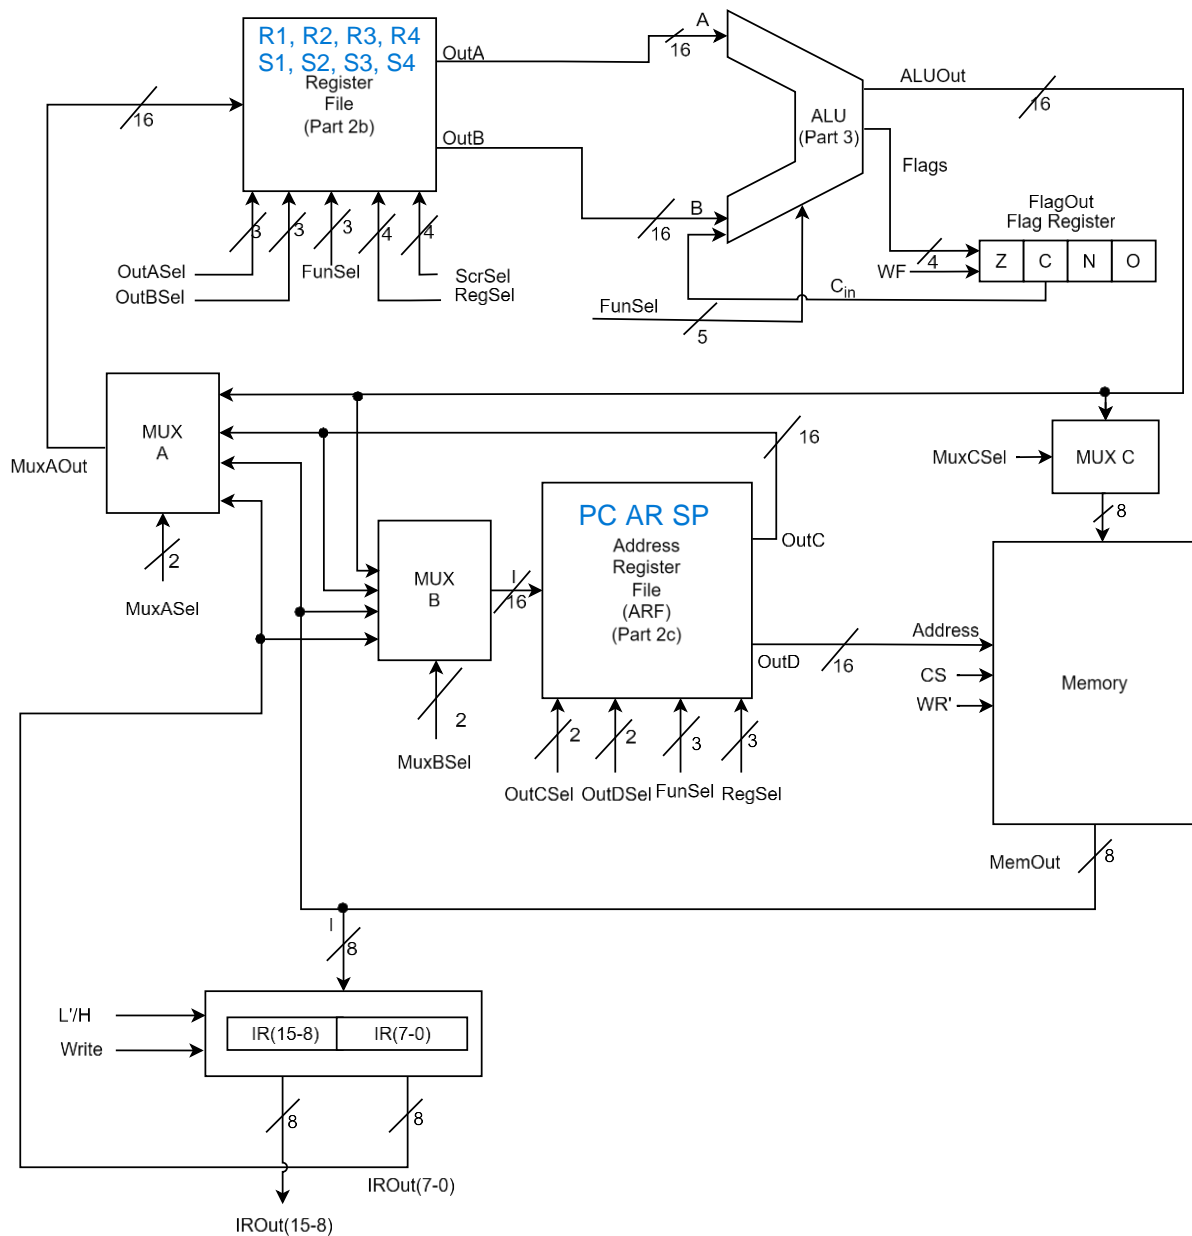 R1, R2, R3, R4
S1, S2, S3, S4
Register
File
(Part 2b)
OutA
OutB
16
A
16
ALU
(Part 3)
ALUOut
16
Flags
B
16
FlagOut
Flag Register
Z C N O
4
WF
Cin
FunSel
5
3
3
3
4
4
OutASel
OutBSel
FunSel
ScrSel
RegSel
MUX
A
MuxAOut
2
MuxASel
16
MuxCSel
MUX C
8
MUX
B
I
16
2
MuxBSel
PC AR SP
Address
Register
File
(ARF)
(Part 2c)
OutC
OutD
16
Address
CS
WR'
Memory
2
2
3
3
OutCSel
OutDSel
FunSel
RegSel
MemOut
8
I
8
L'/H
Write
IR(15-8)
IR(7-0)
8
8
IROut(7-0)
IROut(15-8)